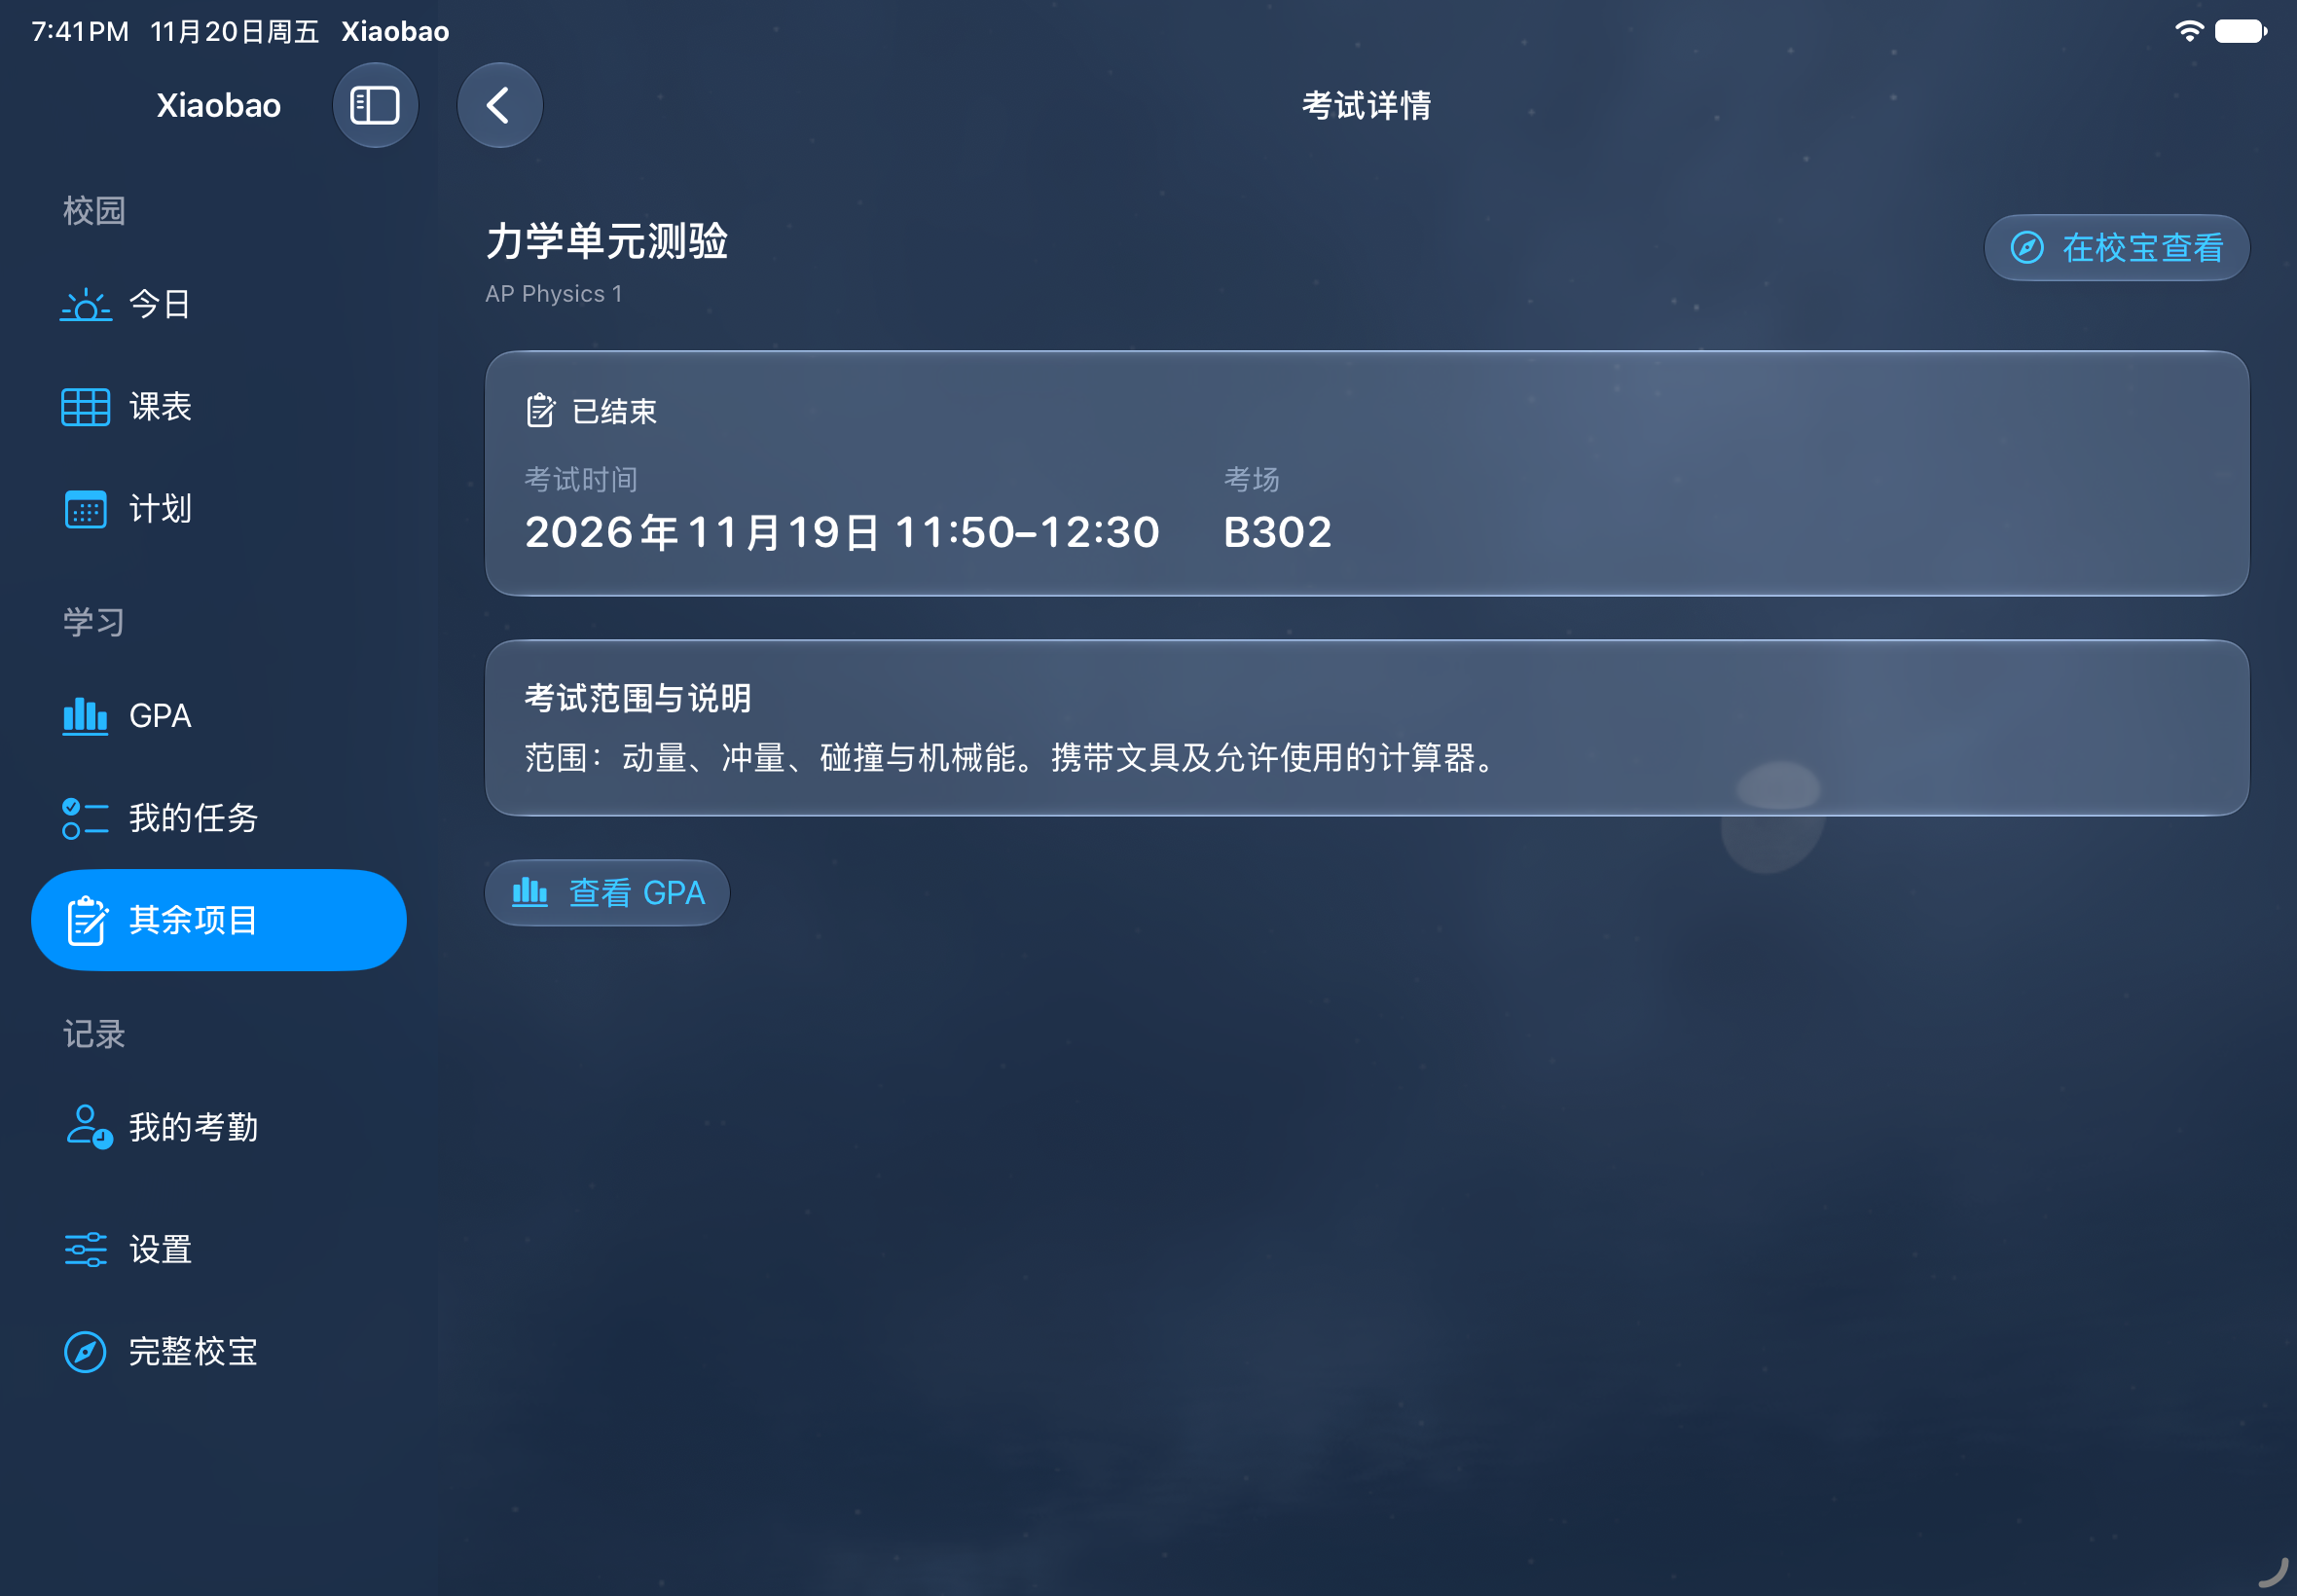 7:41PM 11月20日周五 Xiaobao
Xiaobao
考试详情
校园
今日
课表
计划
学习
GPA
我的任务
其余项目
记录
我的考勤
设置
完整校宝
力学单元测验
AP Physics 1
在校宝查看
已结束
考试时间
2026年11月19日 11:50–12:30
考场
B302
考试范围与说明
范围：动量、冲量、碰撞与机械能。携带文具及允许使用的计算器。
查看 GPA